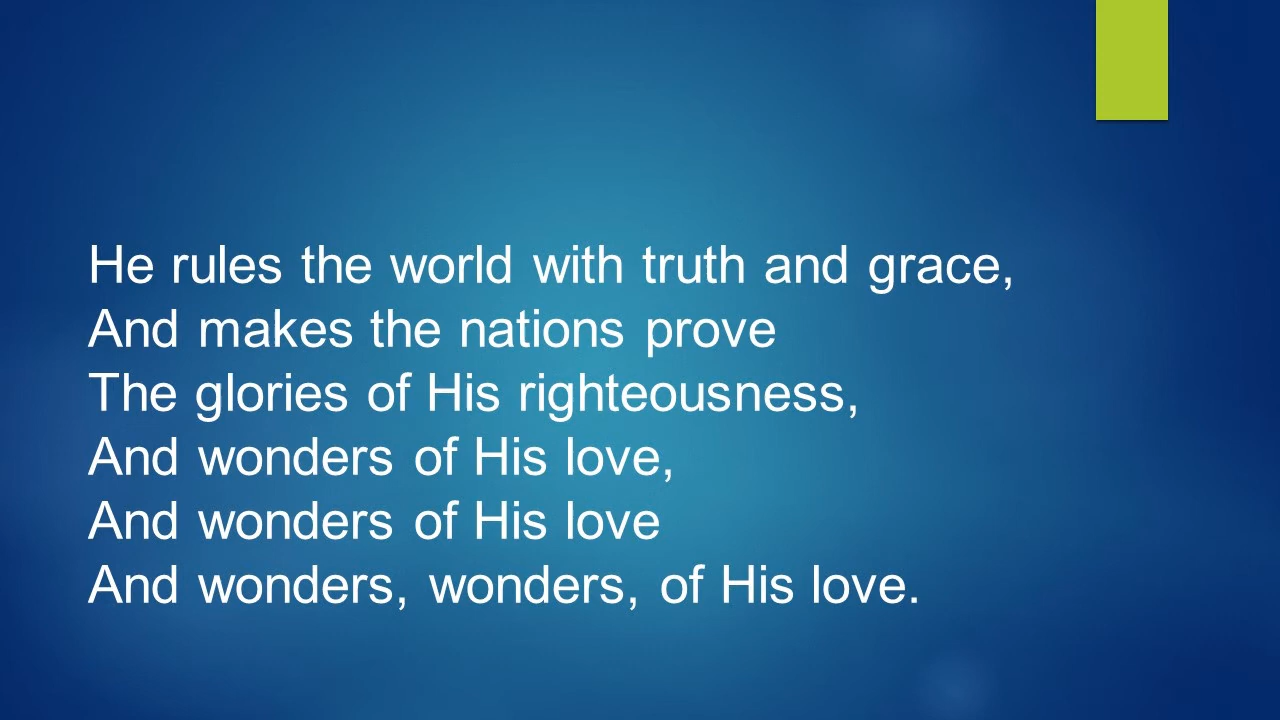 He rules the world with truth and grace,
And makes the nations prove
The glories of His righteousness,
And wonders of His love,
And wonders of His love
And wonders, wonders, of His love.